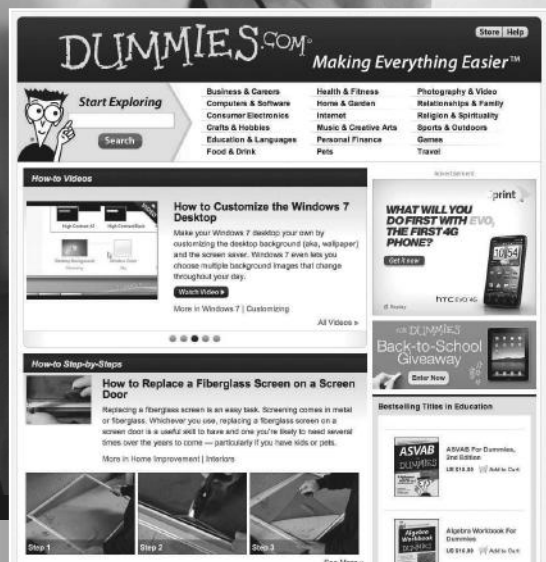 DUMMIES.COM®
Making Everything Easier™
Store | Help
Start Exploring
Search
Business & Careers
Computers & Software
Consumer Electronics
Crafts & Hobbies
Education & Languages
Food & Drink
Health & Fitness
Home & Garden
Internet
Music & Creative Arts
Personal Finance
Pets
Photography & Video
Relationships & Family
Religion & Spirituality
Sports & Outdoors
Games
Travel
How-to Videos
How to Customize the Windows 7
Desktop
Make your Windows 7 desktop your own by
customizing the desktop background (aka, wallpaper)
and the screen saver. Windows 7 even lets you
choose multiple background images that change
throughout your day.
Watch Video
More in Windows 7 | Customizing
All Videos »
How-to Step-by-Steps
How to Replace a Fiberglass Screen on a Screen
Door
Replacing a fiberglass screen is an easy task. Screening comes in metal
or fiberglass. Whichever you use, replacing a fiberglass screen on a
screen door is a useful skill to have and one you're likely to need several
times over the years to come — particularly if you have kids or pets.
More in Home Improvement | Interiors
Step 1
Step 2
Step 3
Advertisement
print
WHAT WILL YOU
DO FIRST WITH EVO,
THE FIRST 4G
PHONE?
Get it now
Replay
10:54
htc EVO 4G
DUMMIES
Back-to-School
Giveaway
Enter Now
Bestselling Titles in Education
ASVAB
DUMMIES
ASVAB For Dummies,
2nd Edition
Add to Cart
Algebra
Workbook
DUMMIES
Algebra Workbook For
Dummies
Add to Cart